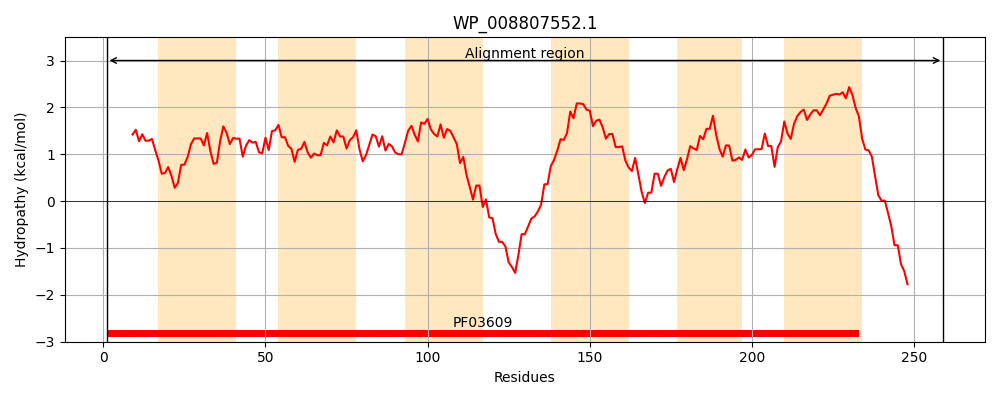 WP_008807552.1
Alignment region
Hydropathy (kcal/mol)
3
2
1
0
−1
−2
−3
PF03609
0
50
100
150
200
250
Residues